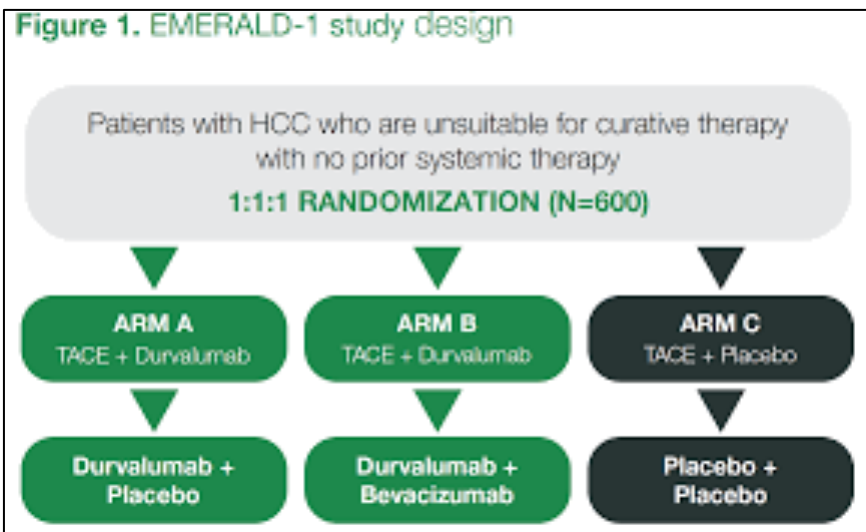 Figure 1. EMERALD-1 study design
Patients with HCC who are unsuitable for curative therapy
with no prior systemic therapy
1:1:1 RANDOMIZATION (N=600)
ARM A
TACE + Durvalumab
ARM B
TACE + Durvalumab
ARM C
TACE + Placebo
Durvalumab +
Placebo
Durvalumab +
Bevacizumab
Placebo +
Placebo